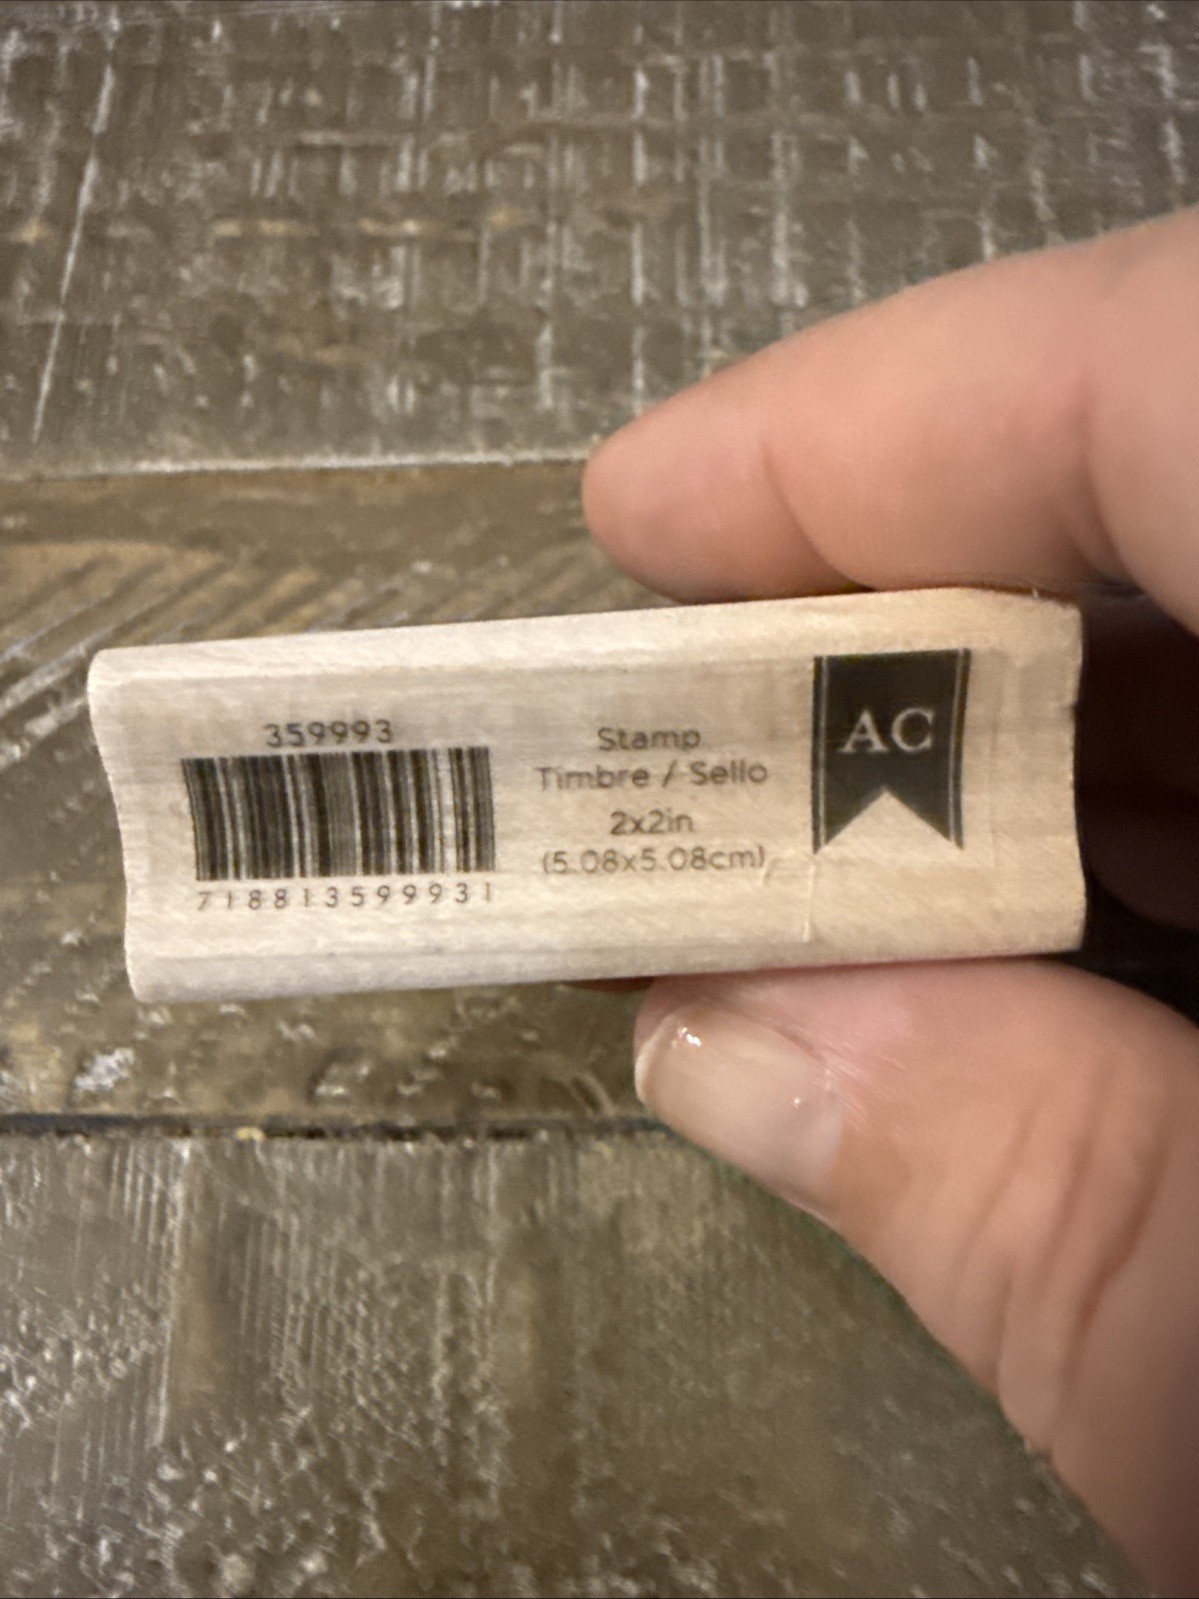 359993
718813599931
Stamp
Timbre / Sello
2x2in
(5.08x5.08cm)
AC